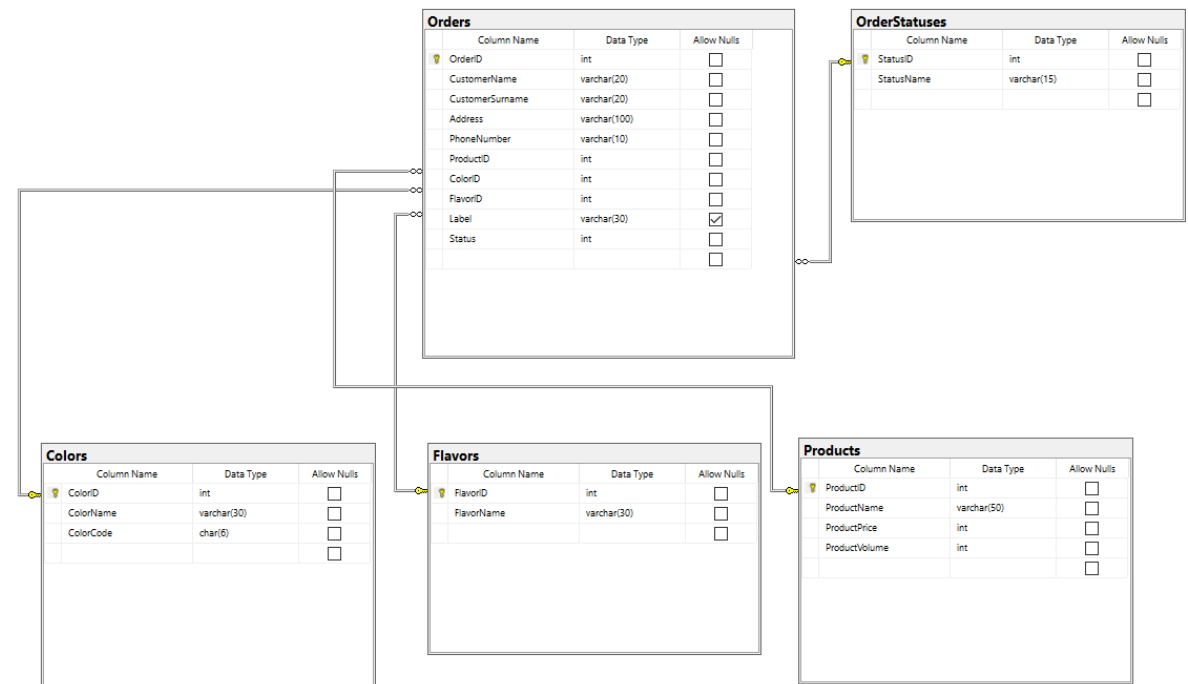 Orders
Column Name Data Type Allow Nulls
OrderID int
CustomerName varchar(20)
CustomerSurname varchar(20)
Address varchar(100)
PhoneNumber varchar(10)
ProductID int
ColorID int
FlavorID int
Label varchar(30)
Status int
OrderStatuses
Column Name Data Type Allow Nulls
StatusID int
StatusName varchar(15)
Colors
Column Name Data Type Allow Nulls
ColorID int
ColorName varchar(30)
ColorCode char(6)
Flavors
Column Name Data Type Allow Nulls
FlavorID int
FlavorName varchar(30)
Products
Column Name Data Type Allow Nulls
ProductID int
ProductName varchar(50)
ProductPrice int
ProductVolume int